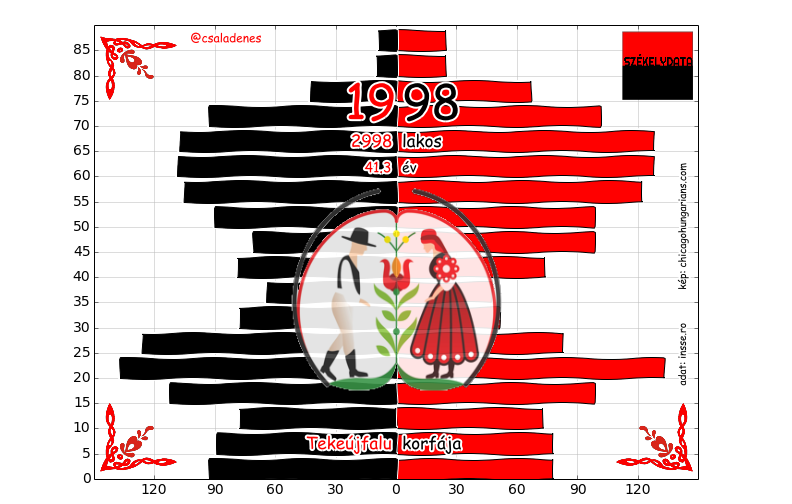 @csaladenes
SZÉKELYDATA
1998
2998 lakos
41,3 év
kép: chicagohungarians.com
adat: insse.ro
Tekeújfalu korfája
85
80
75
70
65
60
55
50
45
40
35
30
25
20
15
10
5
0
120 90 60 30 0 30 60 90 120